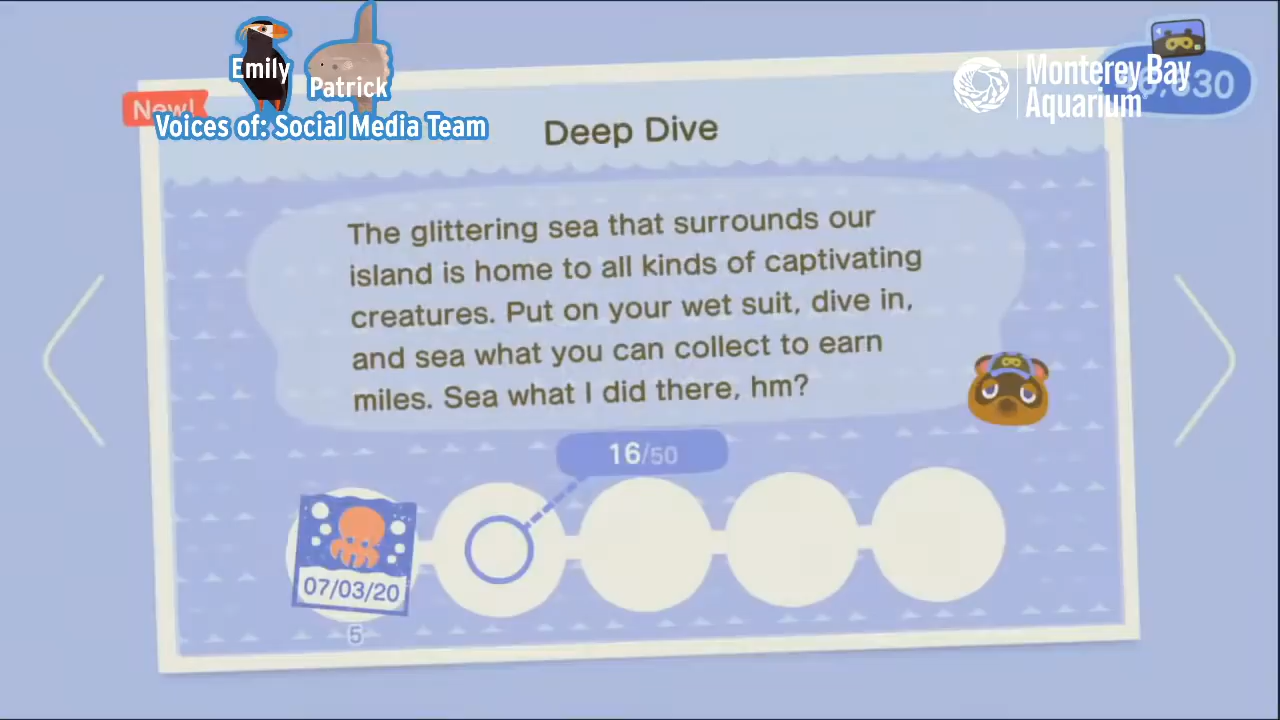 Emily
Patrick
Voices of: Social Media Team
Monterey Bay
Aquarium
New!
Deep Dive
The glittering sea that surrounds our
island is home to all kinds of captivating
creatures. Put on your wet suit, dive in,
and sea what you can collect to earn
miles. Sea what I did there, hm?
16/50
07/03/20
5